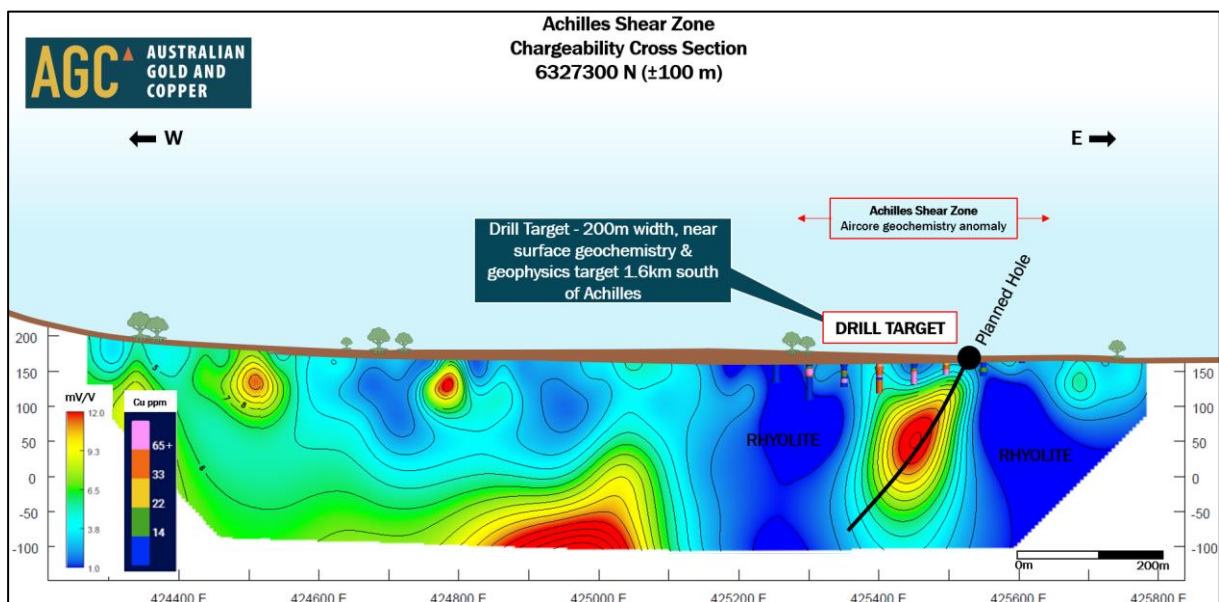 Achilles Shear Zone
Chargeability Cross Section
6327300 N (±100 m)
AGC
AUSTRALIAN
GOLD AND
COPPER
W
E
Achilles Shear Zone
Aircore geochemistry anomaly
Drill Target - 200m width, near
surface geochemistry &
geophysics target 1.6km south
of Achilles
DRILL TARGET
Planned Hole
200
150
100
50
0
-50
-100
150
100
50
0
-50
-100
mV/V
12.0
9.3
6.5
3.8
1.0
Cu ppm
65+
33
22
14
5
7
8
6
RHYOLITE
RHYOLITE
0m
200m
424400 E
424600 E
424800 E
425000 E
425200 E
425400 E
425600 E
425800 E